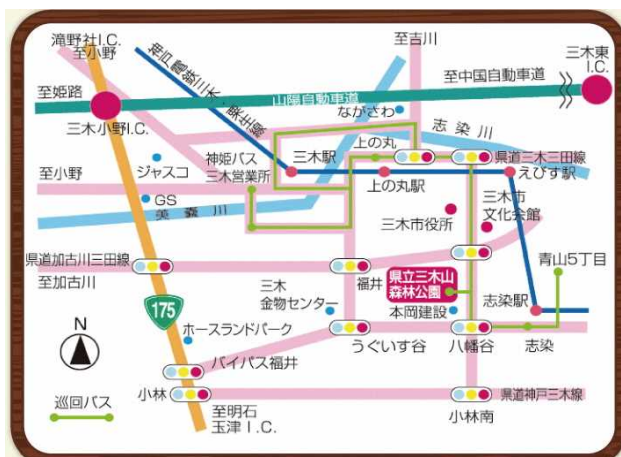 滝野社I.C.
至小野
至吉川
三木東
I.C.
神戸電鉄三木・粟生線
至中国自動車道
至姫路
山陽自動車道
ながさわ
志染川
三木小野I.C.
上の丸
県道三木三田線
三木駅
えびす駅
ジャスコ
神姫バス
三木営業所
至小野
上の丸駅
三木市
文化会館
GS
美嚢川
三木市役所
県道加古川三田線
至加古川
福井
青山5丁目
県立三木山
森林公園
三木
金物センター
志染駅
175
本岡建設
N
ホースランドパーク
うぐいす谷
八幡谷
志染
バイパス福井
小林
県道神戸三木線
巡回バス
至明石
玉津I.C.
小林南